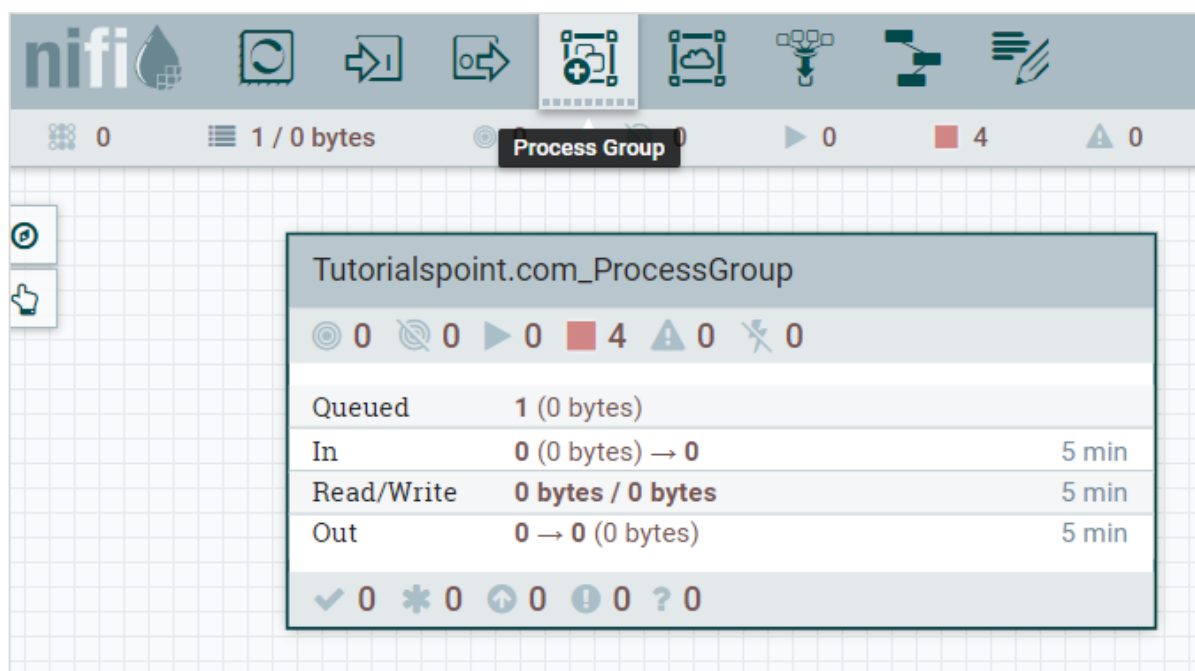 nifi
0 1 / 0 bytes 0 0 0 4 0
Process Group
Tutorialspoint.com_ProcessGroup
0 0 0 4 0 0
Queued 1 (0 bytes)
In 0 (0 bytes) → 0 5 min
Read/Write 0 bytes / 0 bytes 5 min
Out 0 → 0 (0 bytes) 5 min
0 0 0 0 ? 0